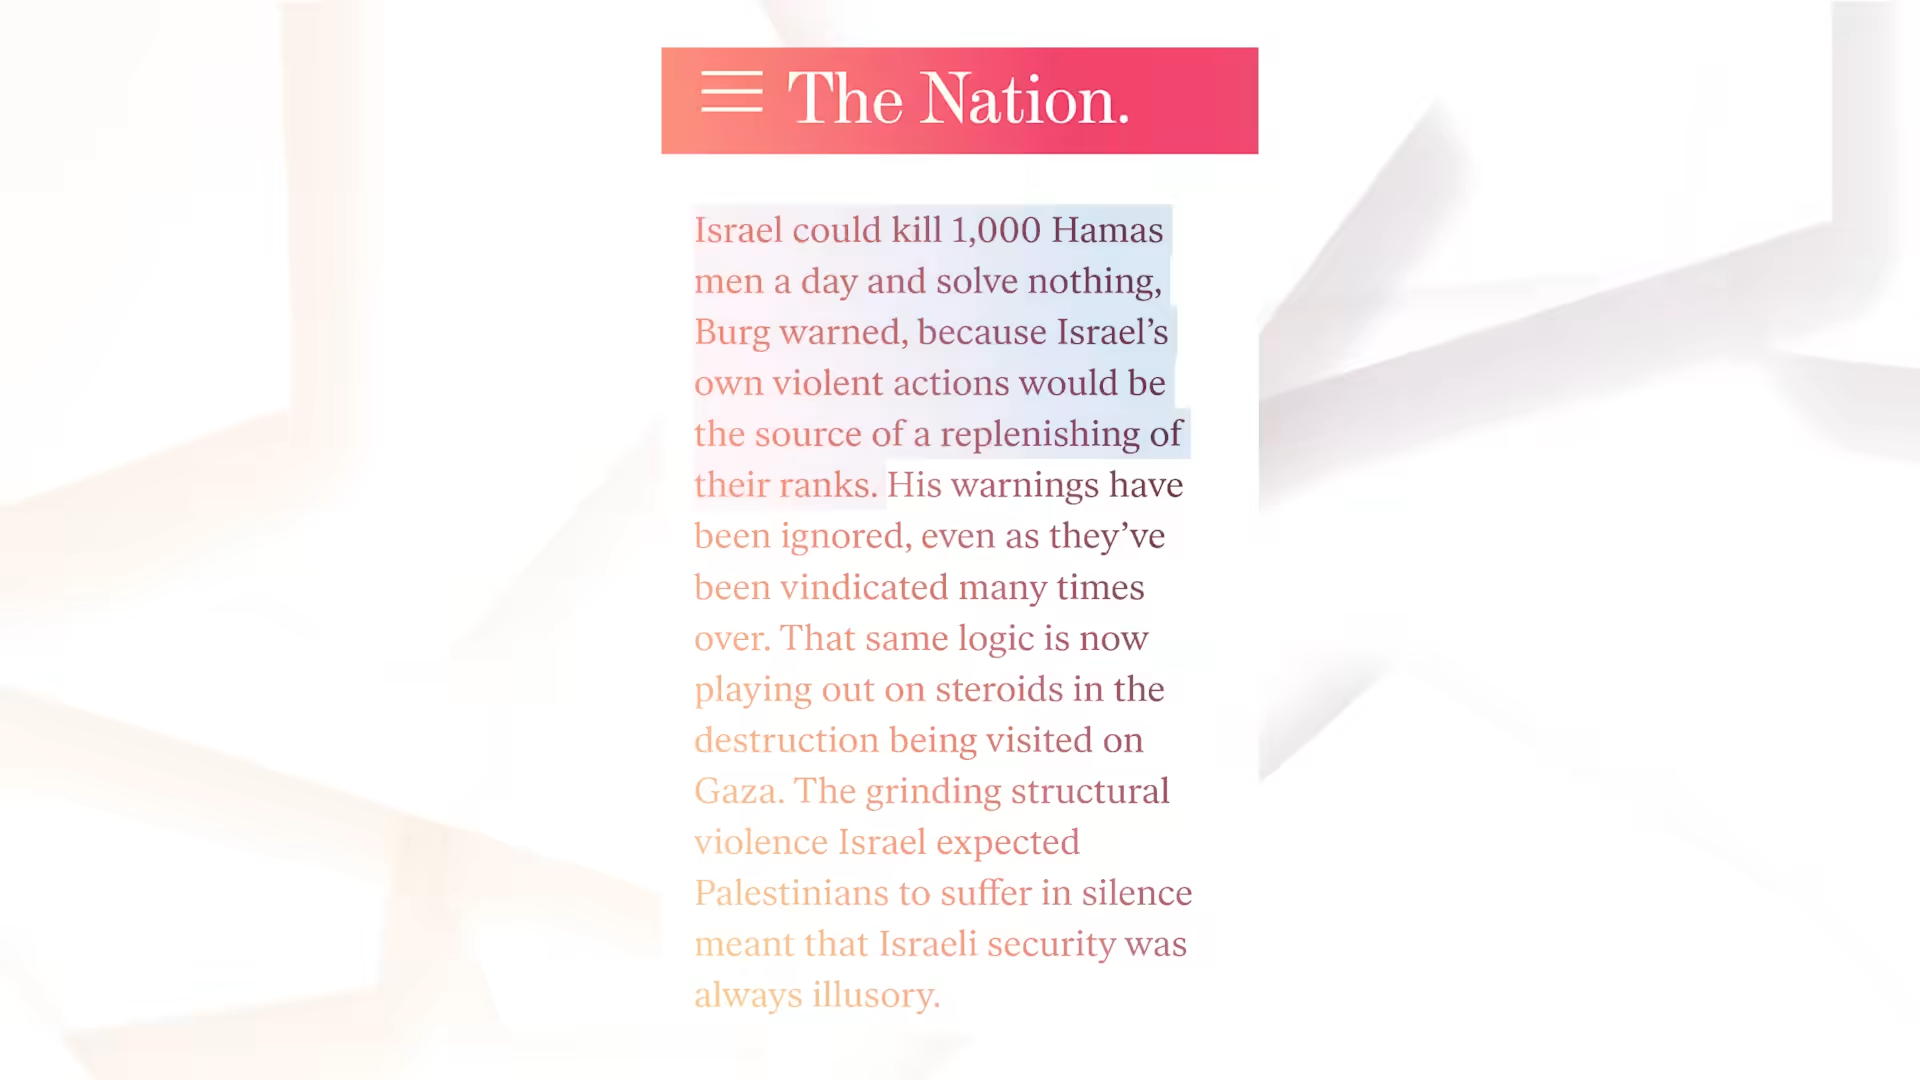 The Nation.
Israel could kill 1,000 Hamas
men a day and solve nothing,
Burg warned, because Israel’s
own violent actions would be
the source of a replenishing of
their ranks. His warnings have
been ignored, even as they’ve
been vindicated many times
over. That same logic is now
playing out on steroids in the
destruction being visited on
Gaza. The grinding structural
violence Israel expected
Palestinians to suffer in silence
meant that Israeli security was
always illusory.